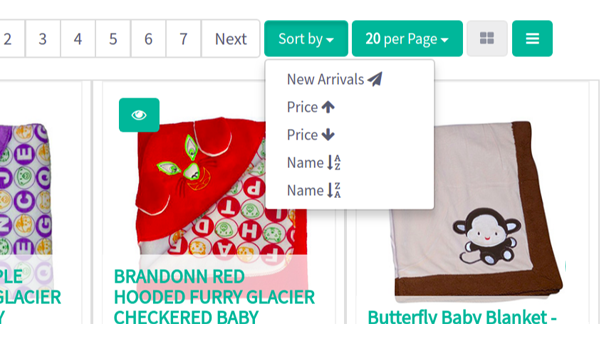 2 3 4 5 6 7 Next Sort by 20 per Page
New Arrivals
Price
Price
Name A Z
Name Z A
PLE
GLACIER
Y
BRANDONN RED
HOODED FURRY GLACIER
CHECKERED BABY
Butterfly Baby Blanket -